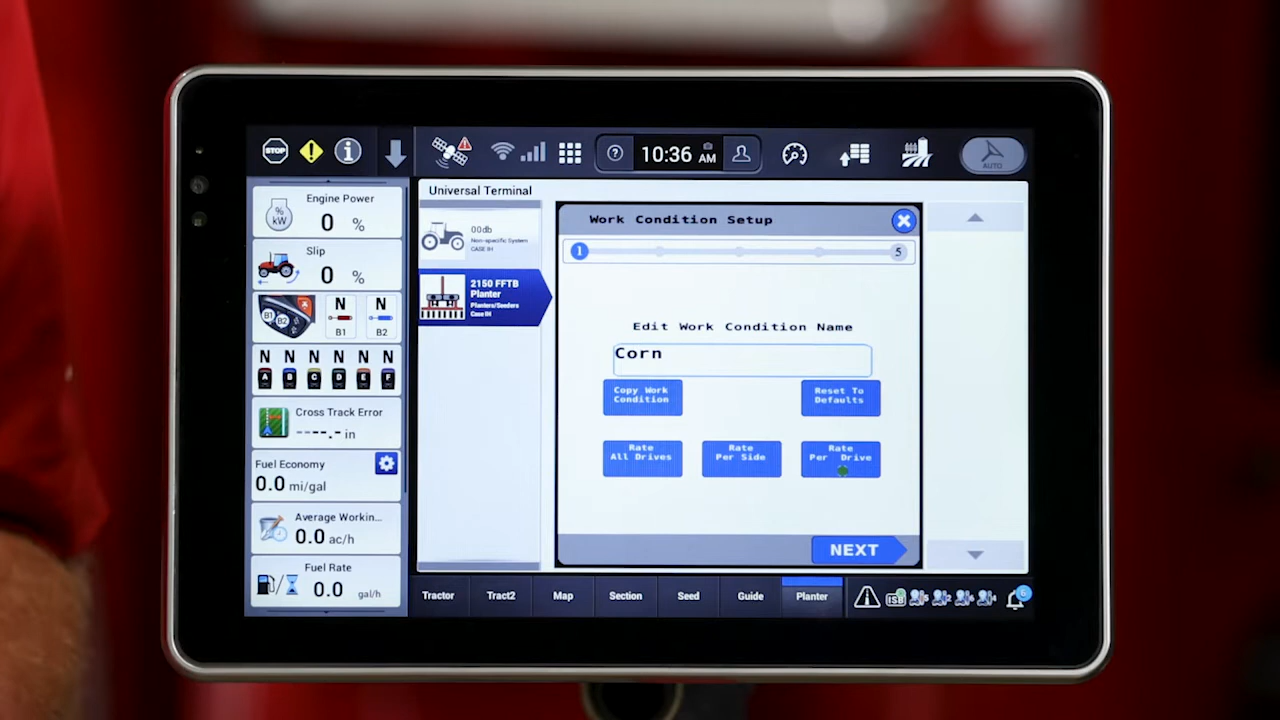 STOP
10:36 AM
AUTO
Universal Terminal
Engine Power
% kW
0 %
Slip
0 %
B1 B2
N N
B1 B2
N N N N N N
A B C D E F
Cross Track Error
----.- in
Fuel Economy
0.0 mi/gal
Average Workin...
0.0 ac/h
Fuel Rate
0.0 gal/h
00db
Non-specific System
CASE IH
2150 FFTB
Planter
Planters/Seeders
Case IH
Work Condition Setup
1 5
Edit Work Condition Name
Corn
Copy Work
Condition
Reset To
Defaults
Rate
All Drives
Rate
Per Side
Rate
Per Drive
NEXT
Tractor Tract2 Map Section Seed Guide Planter
ISB
6